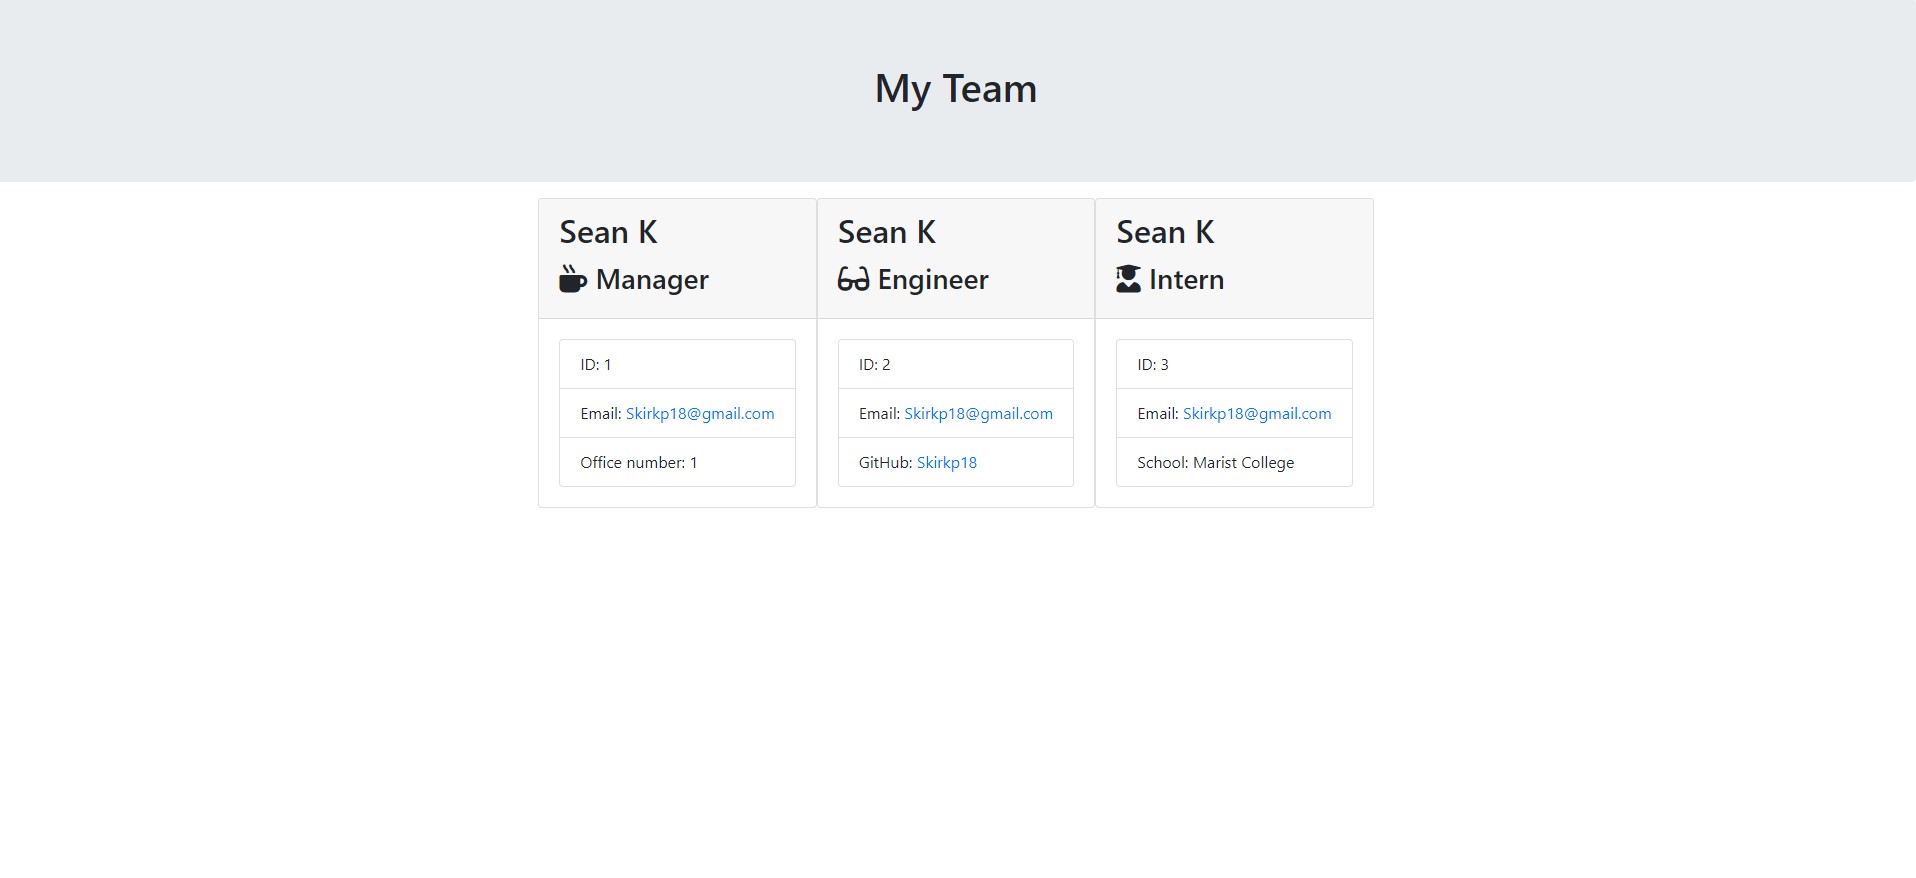 My Team
Sean K
Manager
ID: 1
Email: Skirkp18@gmail.com
Office number: 1
Sean K
Engineer
ID: 2
Email: Skirkp18@gmail.com
GitHub: Skirkp18
Sean K
Intern
ID: 3
Email: Skirkp18@gmail.com
School: Marist College